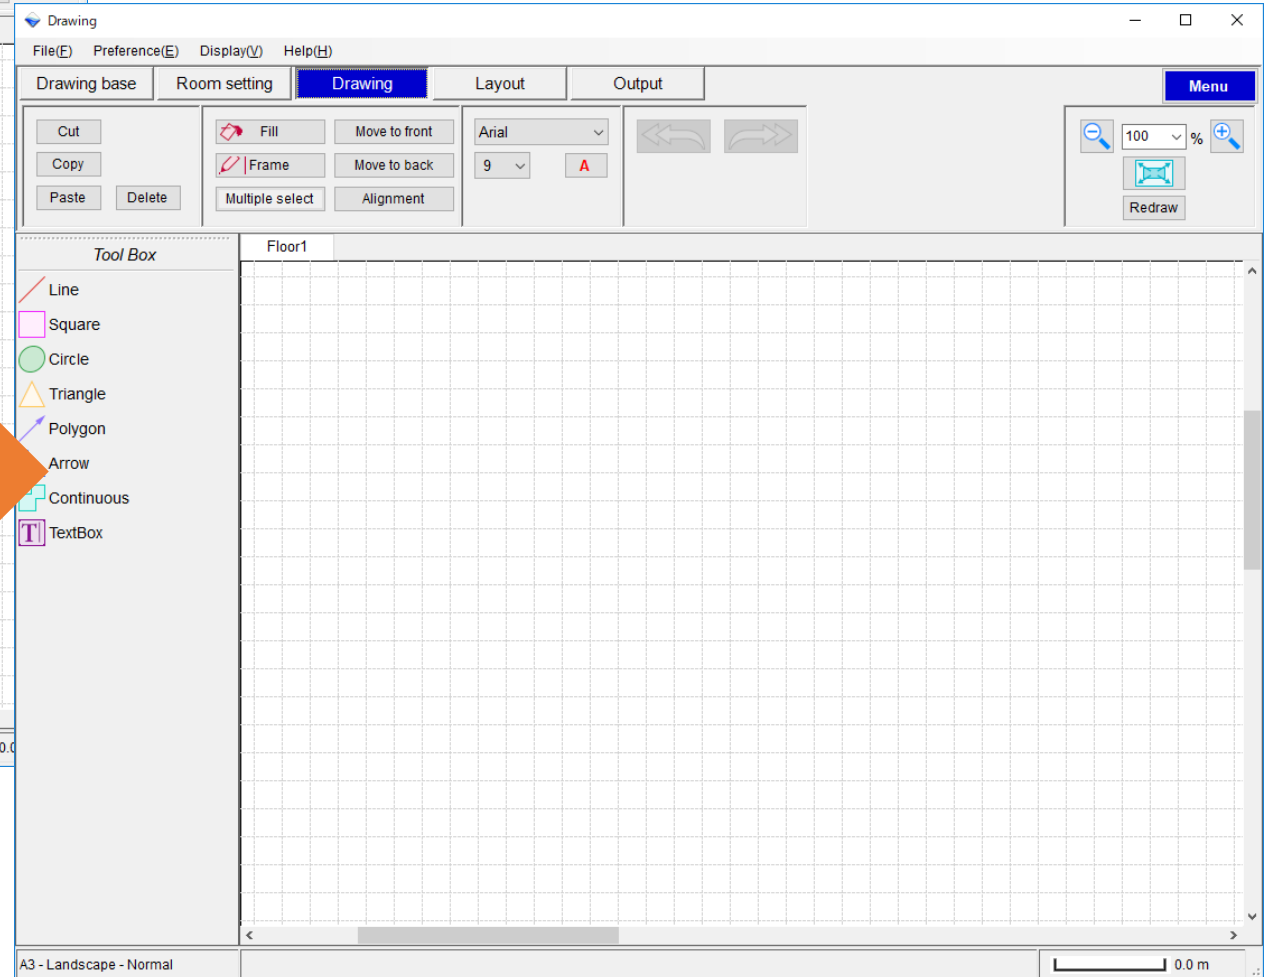 Drawing
File(F) Preference(E) Display(V) Help(H)
Drawing base Room setting Drawing Layout Output Menu
Cut Fill Move to front Arial 100 %
Copy Frame Move to back 9 A
Paste Delete Multiple select Alignment Redraw
Tool Box Floor1
Line
Square
Circle
Triangle
Polygon
Arrow
Continuous
T TextBox
0.0
A3 - Landscape - Normal 0.0 m